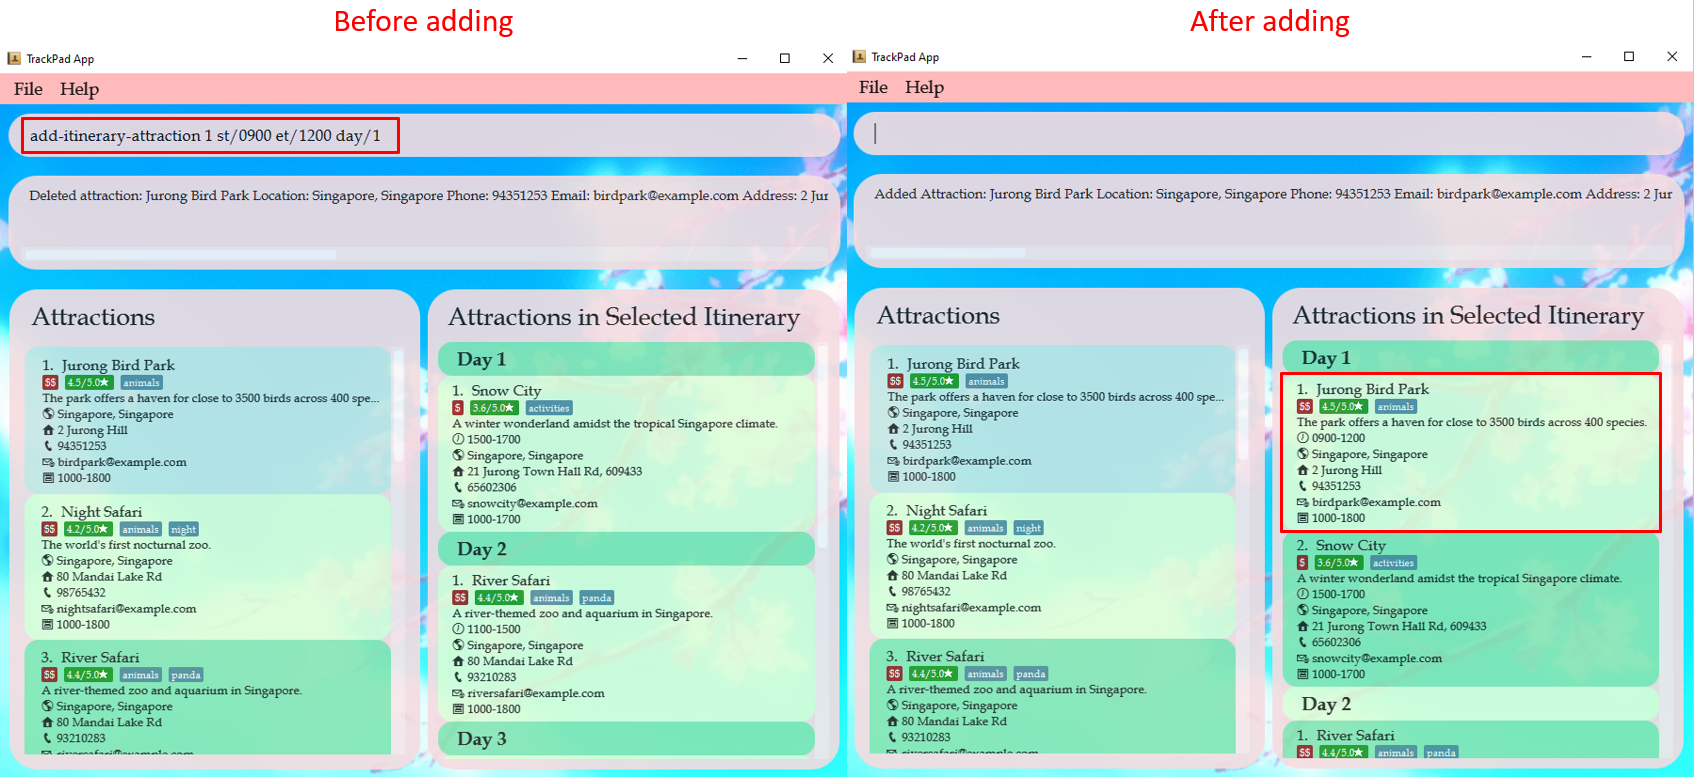 Before adding
After adding
TrackPad App
File Help
add-itinerary-attraction 1 st/0900 et/1200 day/1
Deleted attraction: Jurong Bird Park Location: Singapore, Singapore Phone: 94351253 Email: birdpark@example.com Address: 2 Jur
Attractions
1. Jurong Bird Park
$$ 4.5/5.0★ animals
The park offers a haven for close to 3500 birds across 400 spe...
Singapore, Singapore
2 Jurong Hill
94351253
birdpark@example.com
1000-1800
2. Night Safari
$$ 4.2/5.0★ animals night
The world's first nocturnal zoo.
Singapore, Singapore
80 Mandai Lake Rd
98765432
nightsafari@example.com
1000-1800
3. River Safari
$$ 4.4/5.0★ animals panda
A river-themed zoo and aquarium in Singapore.
Singapore, Singapore
80 Mandai Lake Rd
93210283
riversafari@example.com
Attractions in Selected Itinerary
Day 1
1. Snow City
$ 3.6/5.0★ activities
A winter wonderland amidst the tropical Singapore climate.
1500-1700
Singapore, Singapore
21 Jurong Town Hall Rd, 609433
65602306
snowcity@example.com
1000-1700
Day 2
1. River Safari
$$ 4.4/5.0★ animals panda
A river-themed zoo and aquarium in Singapore.
1100-1500
Singapore, Singapore
80 Mandai Lake Rd
93210283
riversafari@example.com
1000-1800
Day 3
TrackPad App
File Help
Added Attraction: Jurong Bird Park Location: Singapore, Singapore Phone: 94351253 Email: birdpark@example.com Address: 2 Jur
Attractions
1. Jurong Bird Park
$$ 4.5/5.0★ animals
The park offers a haven for close to 3500 birds across 400 spe...
Singapore, Singapore
2 Jurong Hill
94351253
birdpark@example.com
1000-1800
2. Night Safari
$$ 4.2/5.0★ animals night
The world's first nocturnal zoo.
Singapore, Singapore
80 Mandai Lake Rd
98765432
nightsafari@example.com
1000-1800
3. River Safari
$$ 4.4/5.0★ animals panda
A river-themed zoo and aquarium in Singapore.
Singapore, Singapore
80 Mandai Lake Rd
93210283
riversafari@example.com
Attractions in Selected Itinerary
Day 1
1. Jurong Bird Park
$$ 4.5/5.0★ animals
The park offers a haven for close to 3500 birds across 400 species.
0900-1200
Singapore, Singapore
2 Jurong Hill
94351253
birdpark@example.com
1000-1800
2. Snow City
$ 3.6/5.0★ activities
A winter wonderland amidst the tropical Singapore climate.
1500-1700
Singapore, Singapore
21 Jurong Town Hall Rd, 609433
65602306
snowcity@example.com
1000-1700
Day 2
1. River Safari
$$ 4.4/5.0★ animals panda